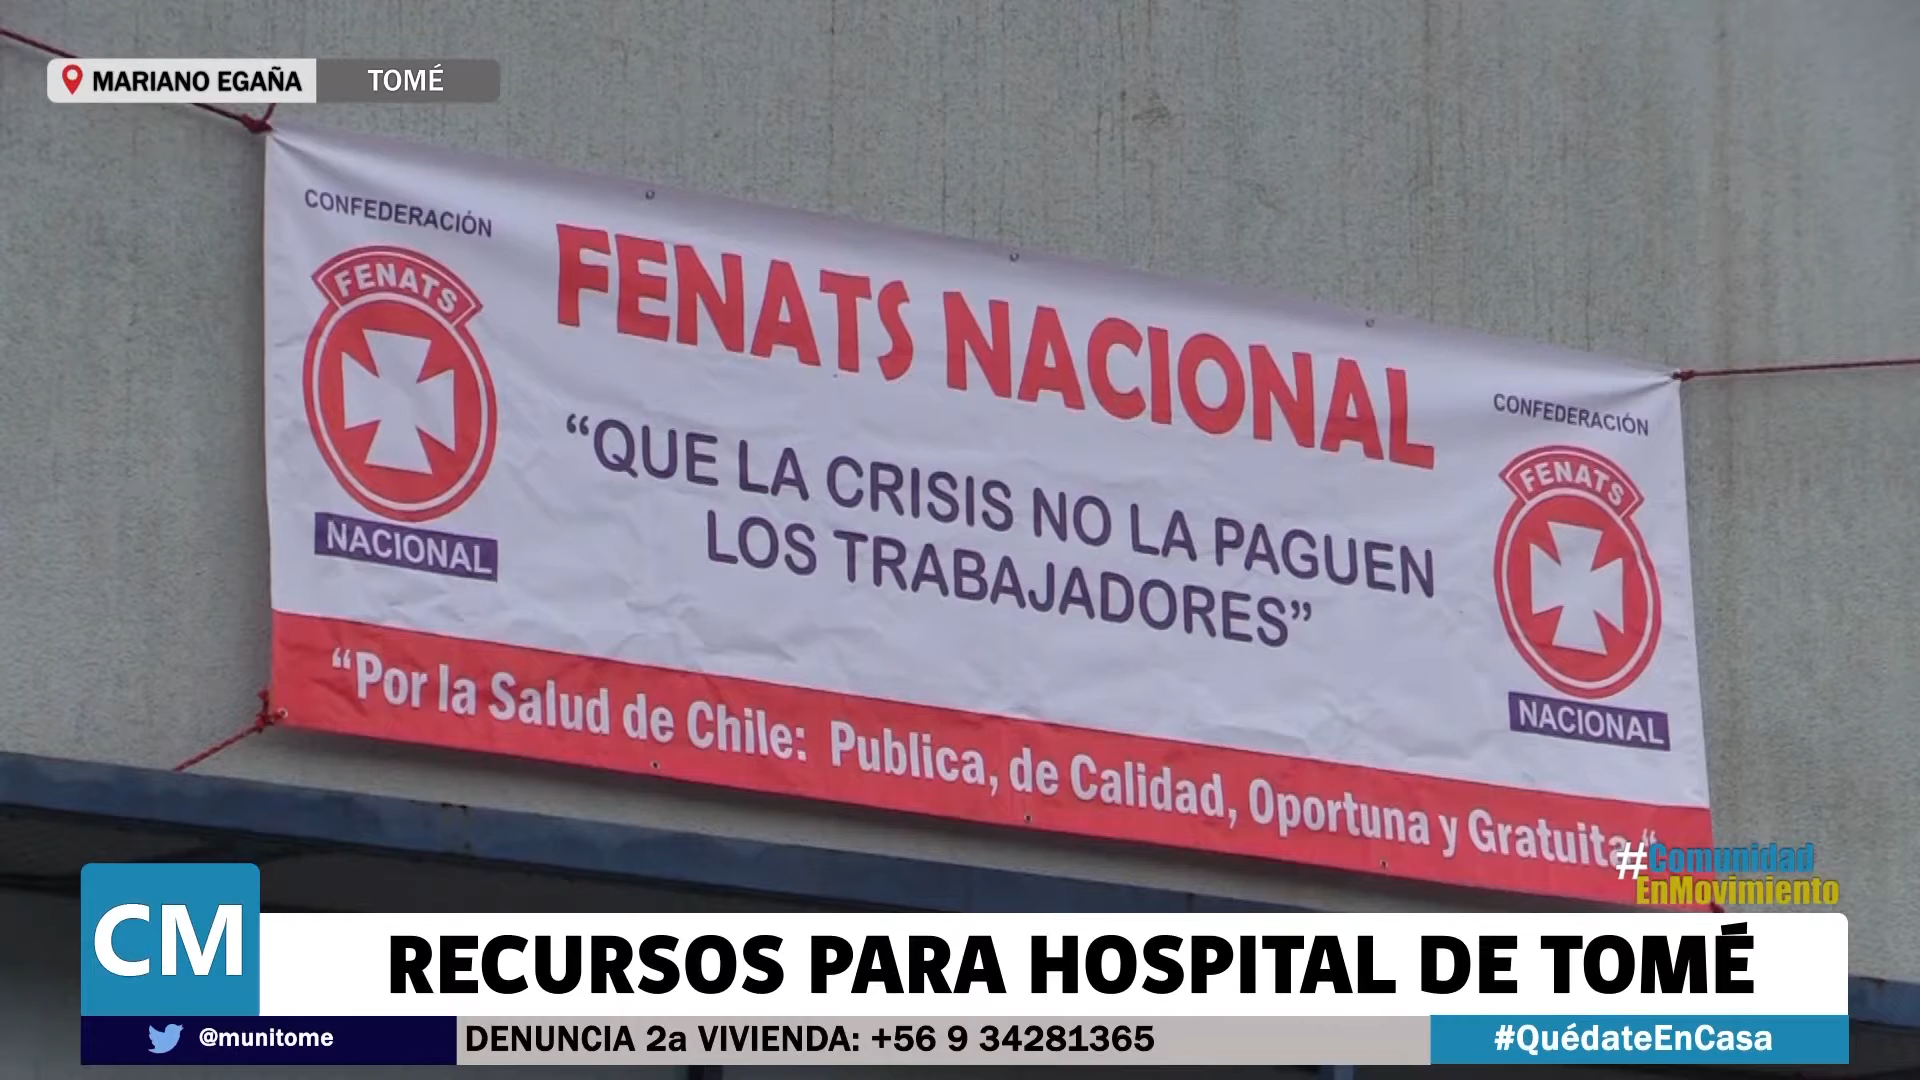 MARIANO EGAÑA TOMÉ
CONFEDERACIÓN
FENATS
NACIONAL
FENATS NACIONAL
“QUE LA CRISIS NO LA PAGUEN
LOS TRABAJADORES”
CONFEDERACIÓN
FENATS
NACIONAL
“Por la Salud de Chile: Publica, de Calidad, Oportuna y Gratuita“
#Comunidad
EnMovimiento
CM
RECURSOS PARA HOSPITAL DE TOMÉ
@munitome
DENUNCIA 2a VIVIENDA: +56 9 34281365
#QuédateEnCasa